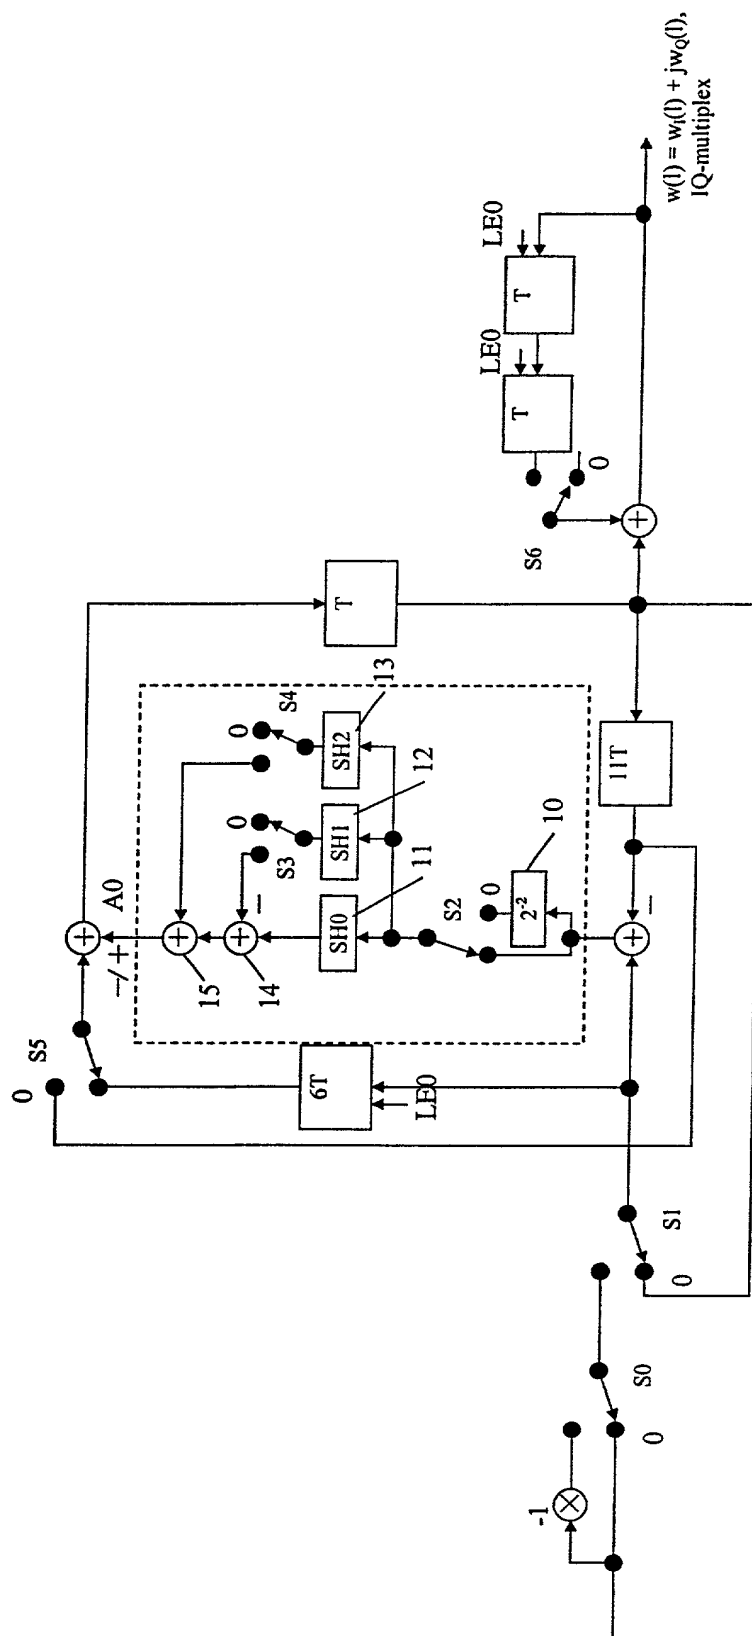 -1
0
S0
0
S1
0
S5
6T
LE0
−/+
A0
15
14
SH0
11
−
S3
0
SH1
12
0
S4
SH2
13
S2
0
2⁻²
10
−
11T
T
S6
0
T
LE0
T
LE0
w(l) = w_I(l) + jw_Q(l),
IQ-multiplex